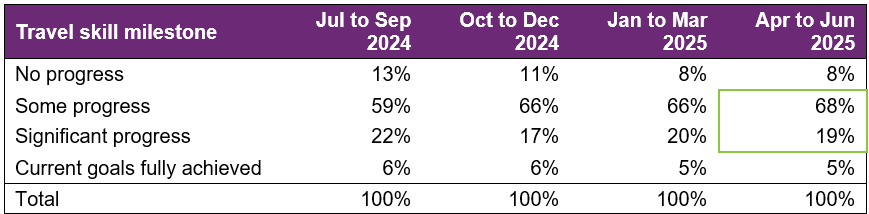 Travel skill milestone Jul to Sep 2024 Oct to Dec 2024 Jan to Mar 2025 Apr to Jun 2025
No progress 13% 11% 8% 8%
Some progress 59% 66% 66% 68%
Significant progress 22% 17% 20% 19%
Current goals fully achieved 6% 6% 5% 5%
Total 100% 100% 100% 100%